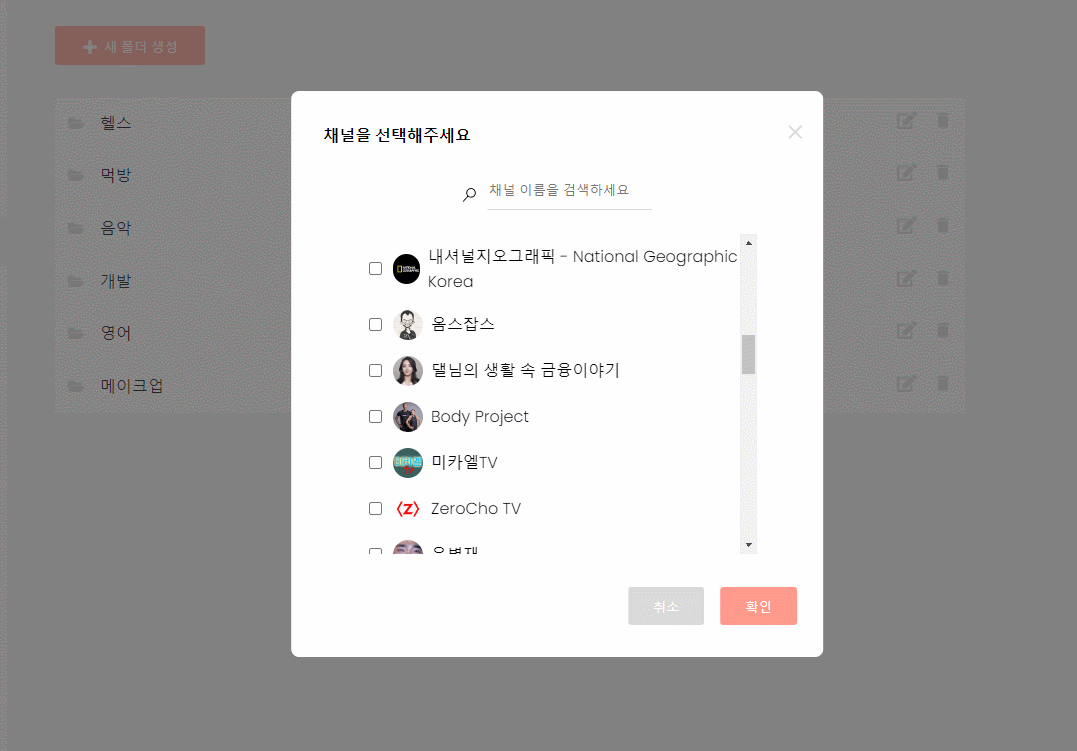 새 폴더 생성
헬스
먹방
음악
개발
영어
메이크업
채널을 선택해주세요
채널 이름을 검색하세요
내셔널지오그래픽 - National Geographic
Korea
옴스잡스
댈님의 생활 속 금융이야기
Body Project
미카엘TV
ZeroCho TV
취소
확인